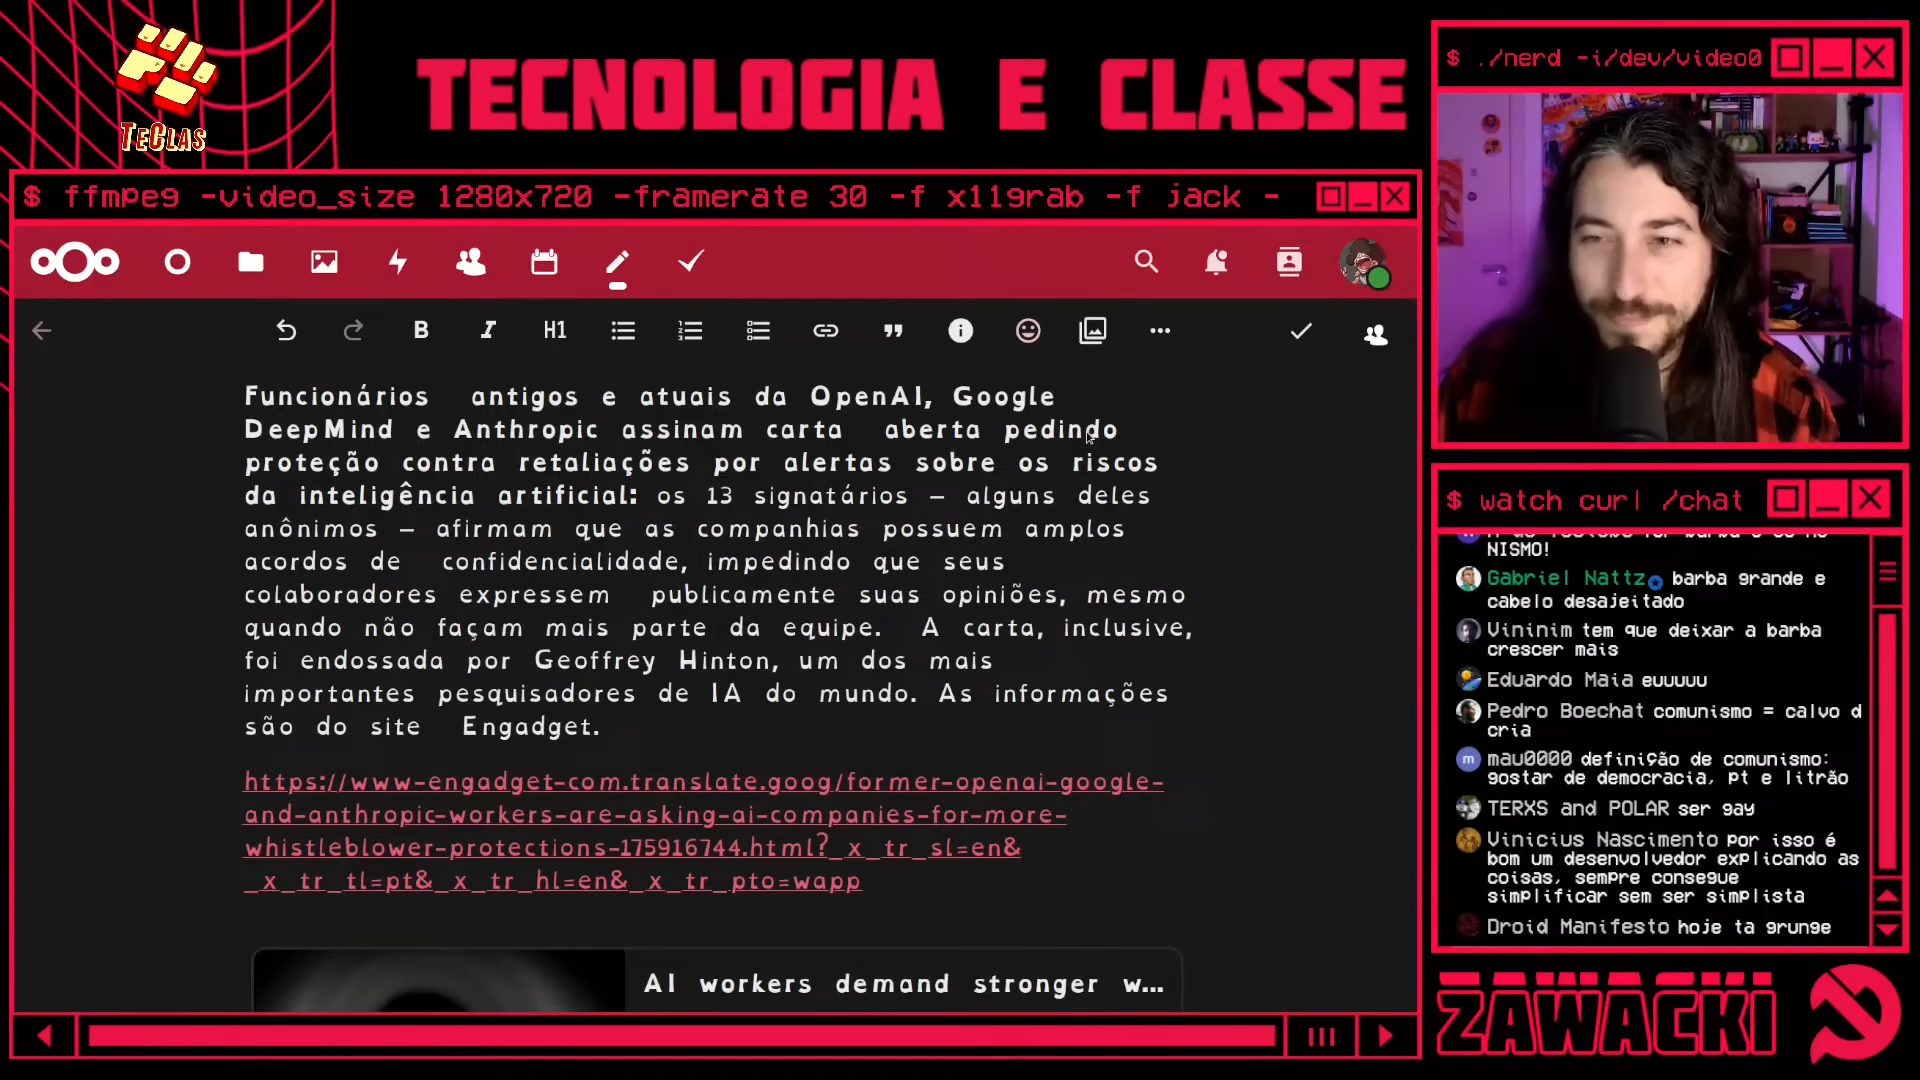 TeClas
TECNOLOGIA E CLASSE
$ ffmpeg -video_size 1280x720 -framerate 30 -f x11grab -f jack -
B I H1
Funcionários antigos e atuais da OpenAI, Google
DeepMind e Anthropic assinam carta aberta pedindo
proteção contra retaliações por alertas sobre os riscos
da inteligência artificial: os 13 signatários – alguns deles
anônimos – afirmam que as companhias possuem amplos
acordos de confidencialidade, impedindo que seus
colaboradores expressem publicamente suas opiniões, mesmo
quando não façam mais parte da equipe. A carta, inclusive,
foi endossada por Geoffrey Hinton, um dos mais
importantes pesquisadores de IA do mundo. As informações
são do site Engadget.
https://www-engadget-com.translate.goog/former-openai-google-
and-anthropic-workers-are-asking-ai-companies-for-more-
whistleblower-protections-175916744.html?_x_tr_sl=en&
_x_tr_tl=pt&_x_tr_hl=en&_x_tr_pto=wapp
AI workers demand stronger w...
$ ./nerd -i/dev/video0
$ watch curl /chat
NISMO!
Gabriel Nattz barba grande e
cabelo desajeitado
Vininim tem que deixar a barba
crescer mais
Eduardo Maia euuuuu
Pedro Boechat comunismo = calvo d
cria
m mau0000 definição de comunismo:
gostar de democracia, pt e litrão
TERXS and POLAR ser gay
Vinicius Nascimento por isso é
bom um desenvolvedor explicando as
coisas, sempre consegue
simplificar sem ser simplista
Droid Manifesto hoje ta grunge
ZAWACKI